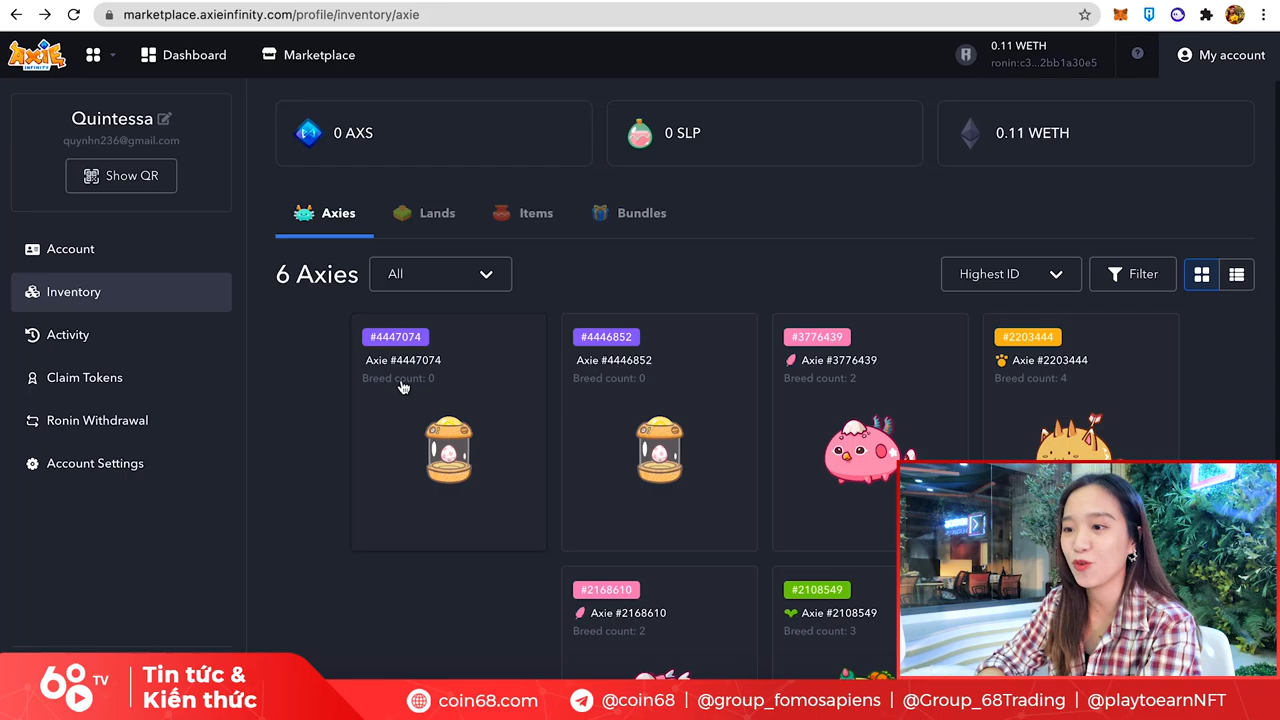 marketplace.axieinfinity.com/profile/inventory/axie
AXIE
INFINITY
Dashboard
Marketplace
0.11 WETH
ronin:c3...2bb1a30e5
?
My account
Quintessa
quynhn236@gmail.com
Show QR
Account
Inventory
Activity
Claim Tokens
Ronin Withdrawal
Account Settings
0 AXS
0 SLP
0.11 WETH
Axies
Lands
Items
Bundles
6 Axies
All
Highest ID
Filter
#4447074
Axie #4447074
Breed count: 0
#4446852
Axie #4446852
Breed count: 0
#3776439
Axie #3776439
Breed count: 2
#2203444
Axie #2203444
Breed count: 4
#2168610
Axie #2168610
Breed count: 2
#2108549
Axie #2108549
Breed count: 3
68 TV
Tin tức &
Kiến thức
coin68.com
@coin68 | @group_fomosapiens | @Group_68Trading | @playtoearnNFT